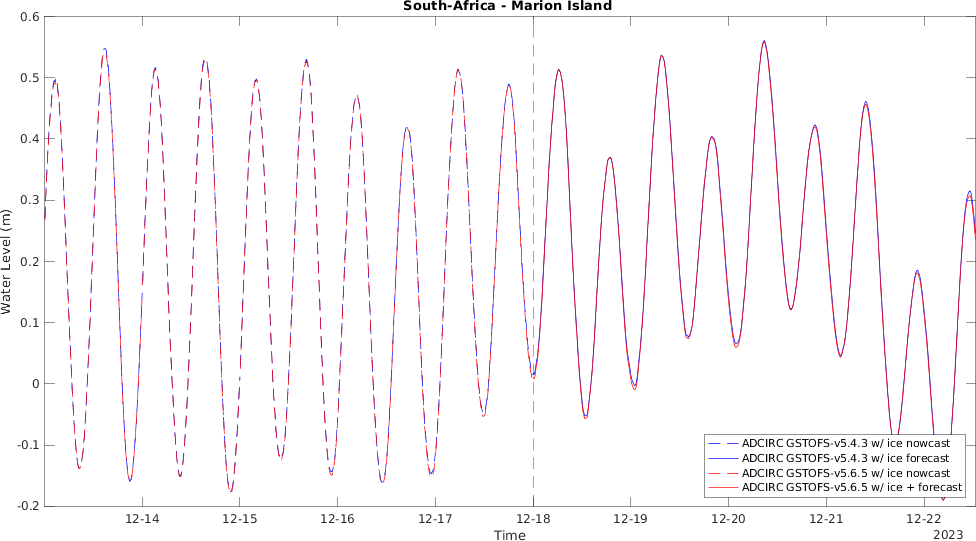 South-Africa - Marion Island
0.6
0.5
0.4
0.3
0.2
0.1
0
-0.1
-0.2
Water Level (m)
ADCIRC GSTOFS-v5.4.3 w/ ice nowcast
ADCIRC GSTOFS-v5.4.3 w/ ice forecast
ADCIRC GSTOFS-v5.6.5 w/ ice nowcast
ADCIRC GSTOFS-v5.6.5 w/ ice + forecast
12-14 12-15 12-16 12-17 12-18 12-19 12-20 12-21 12-22
Time
2023